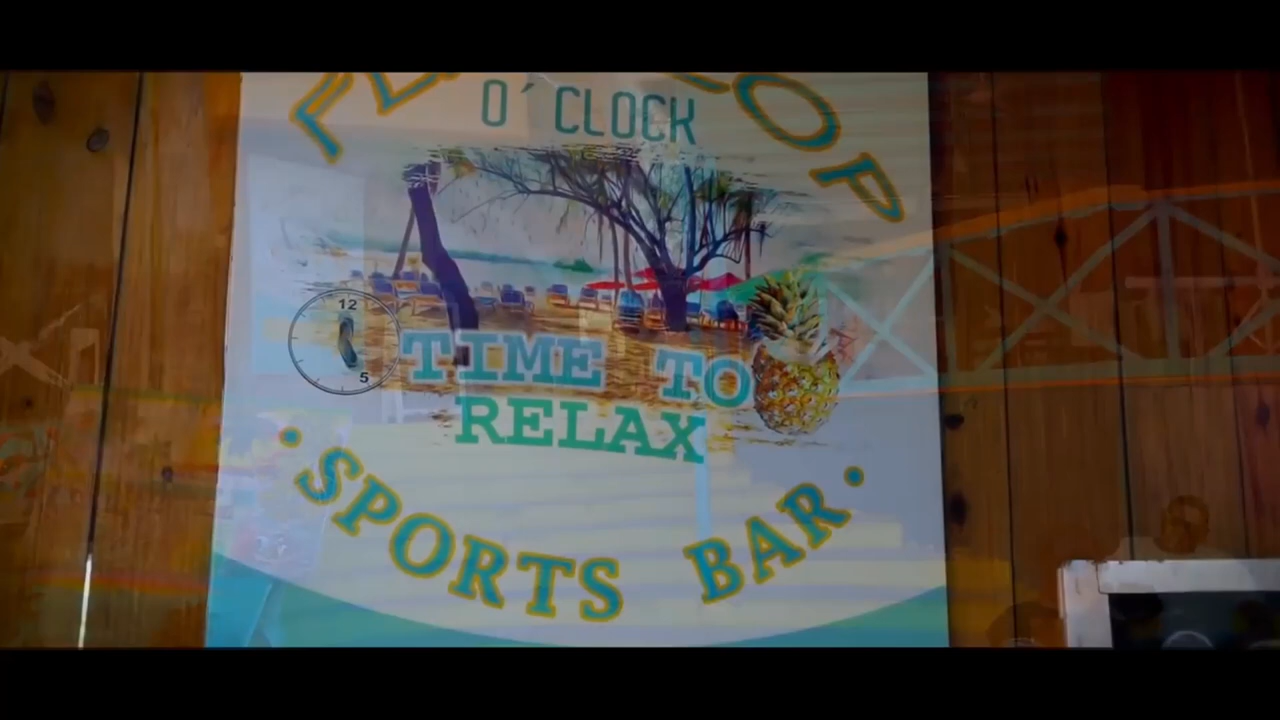 O´CLOCK
12
5
TIME TO
RELAX
• SPORTS BAR •